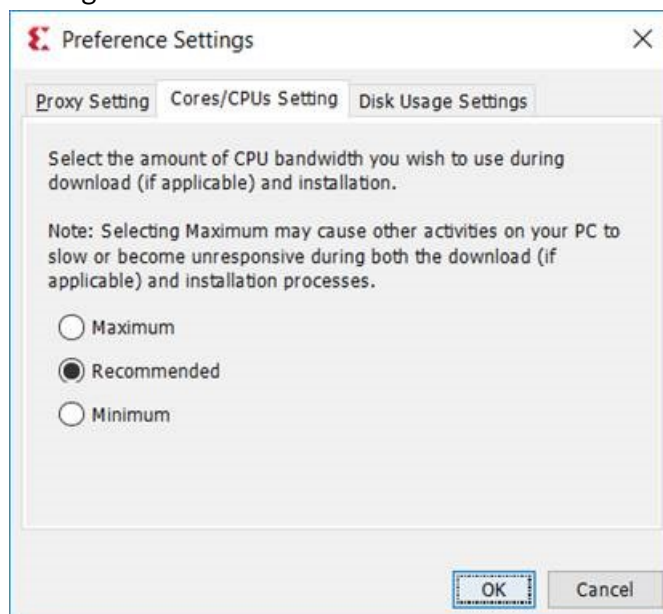 Preference Settings
Proxy Setting Cores/CPUs Setting Disk Usage Settings
Select the amount of CPU bandwidth you wish to use during
download (if applicable) and installation.
Note: Selecting Maximum may cause other activities on your PC to
slow or become unresponsive during both the download (if
applicable) and installation processes.
Maximum
Recommended
Minimum
OK Cancel